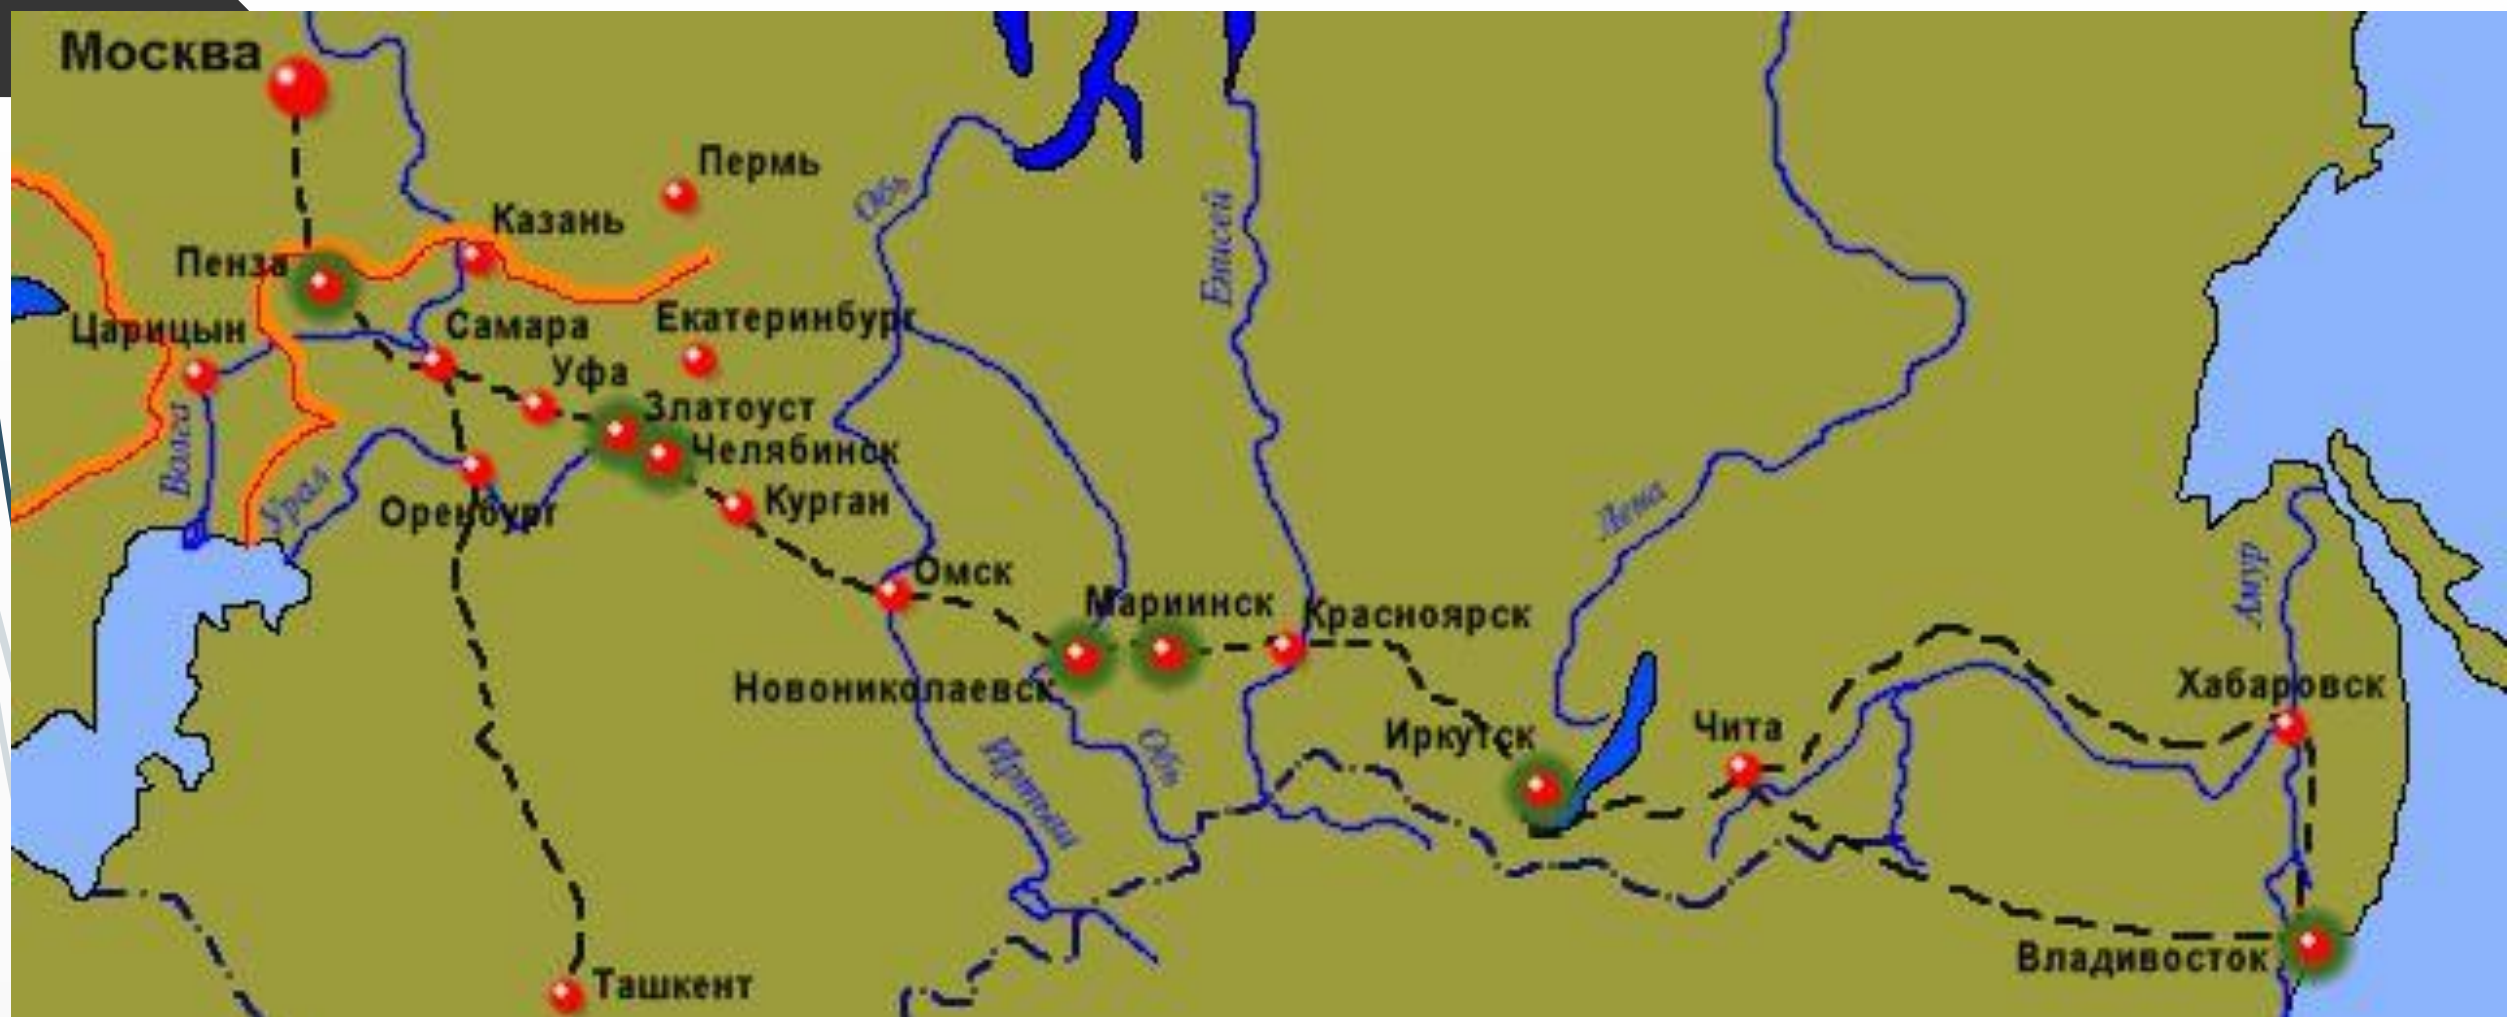 Москва
Пермь
Казань
Обь
Енисей
Пенза
Царицын
Самара
Екатеринбург
Уфа
Златоуст
Челябинск
Волга
Урал
Оренбург
Курган
Лена
Омск
Мариинск
Красноярск
Амур
Новониколаевск
Хабаровск
Иркутск
Чита
Иртыш
Обь
Владивосток
Ташкент